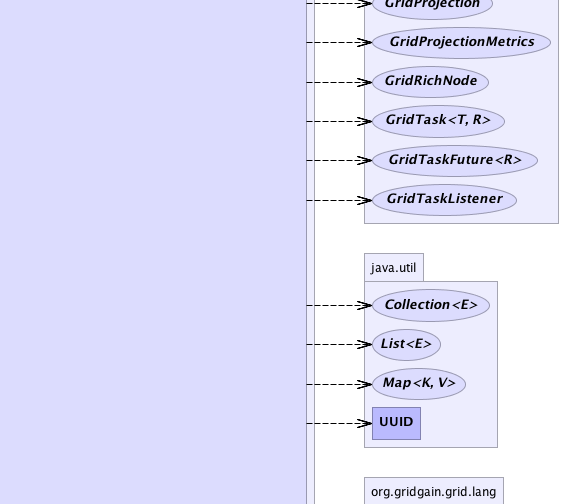 GridProjection
GridProjectionMetrics
GridRichNode
GridTask<T, R>
GridTaskFuture<R>
GridTaskListener
java.util
Collection<E>
List<E>
Map<K, V>
UUID
org.gridgain.grid.lang